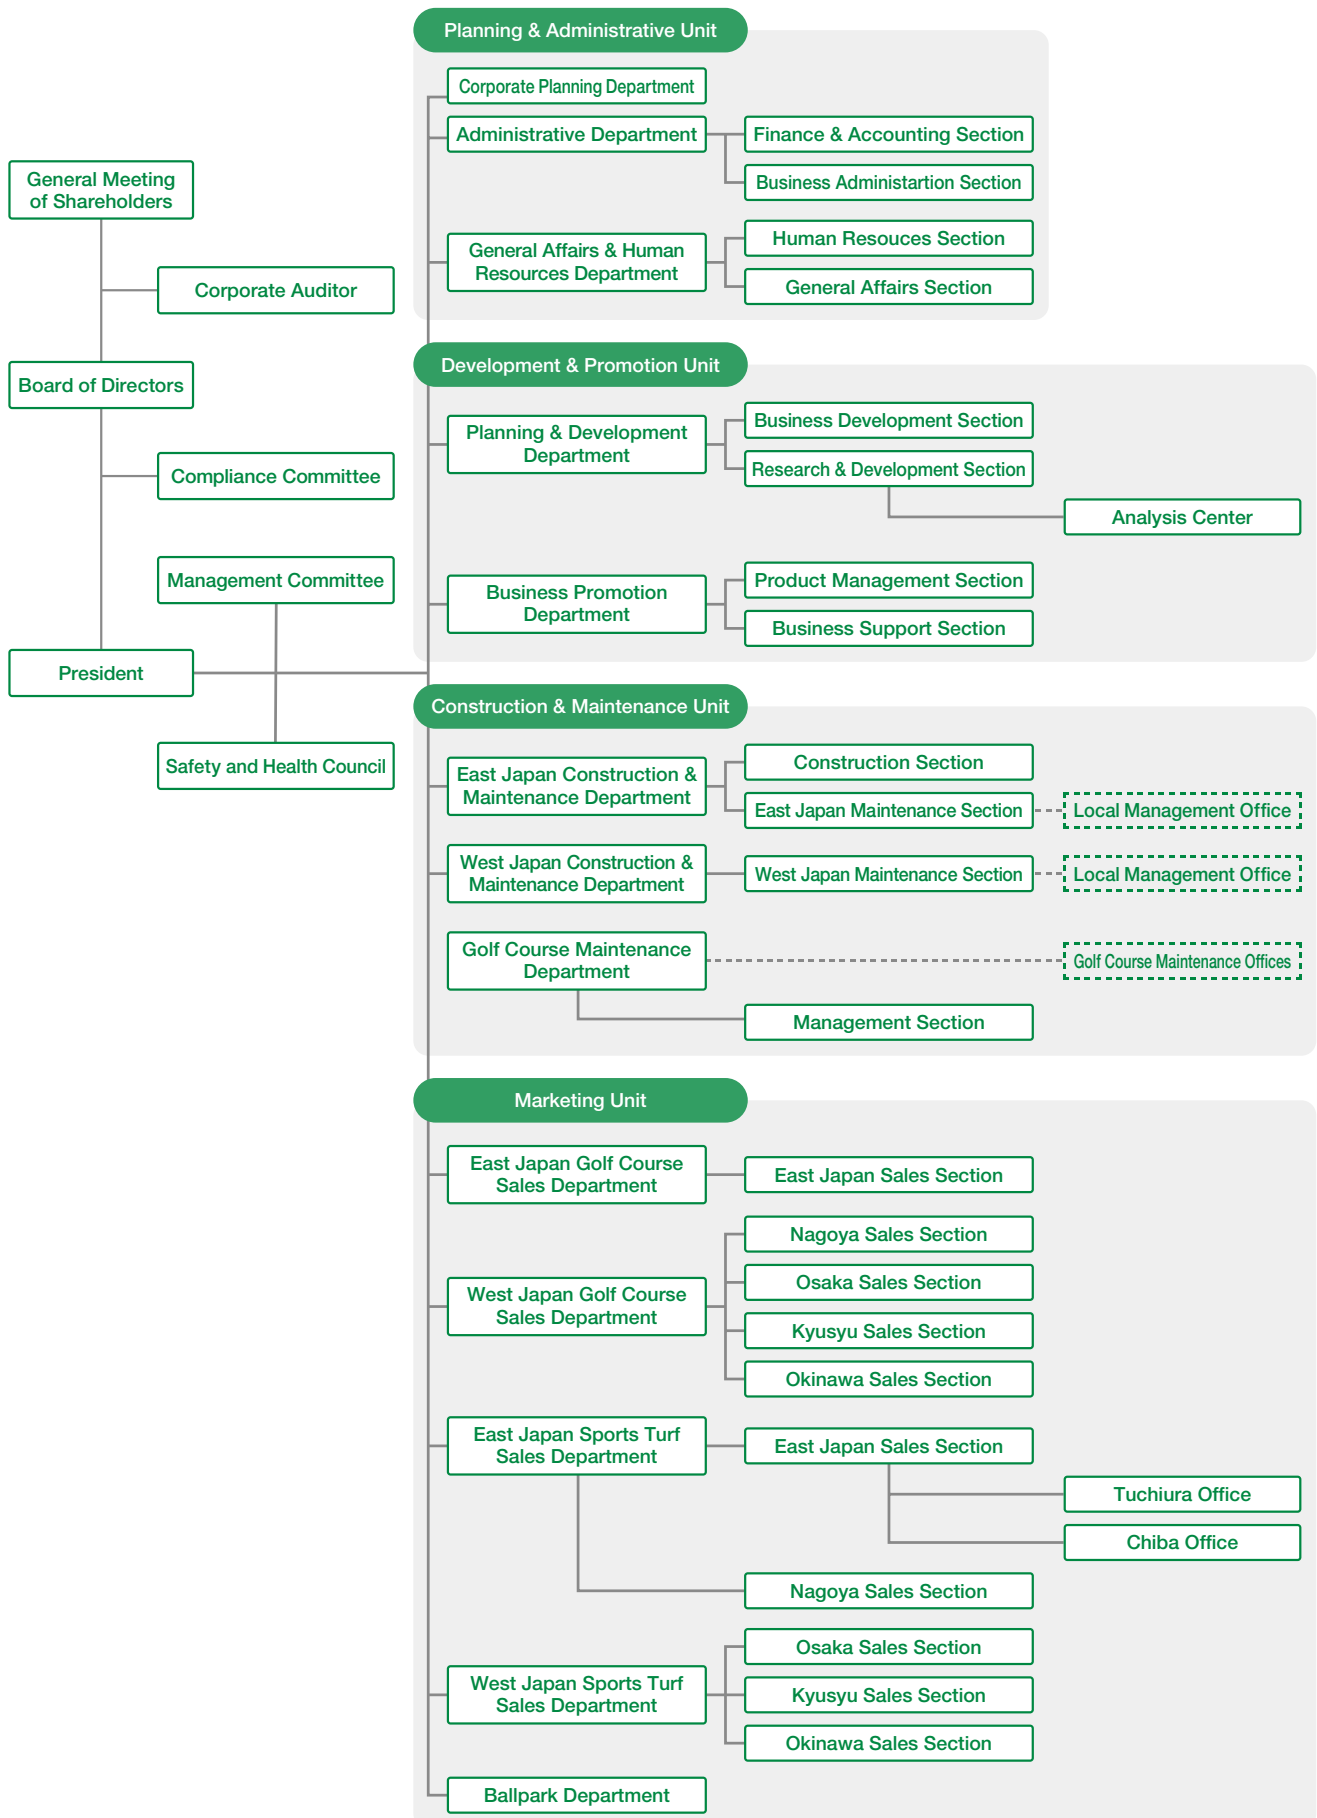 General Meeting
of Shareholders
Corporate Auditor
Board of Directors
Compliance Committee
Management Committee
President
Safety and Health Council
Planning & Administrative Unit
Corporate Planning Department
Administrative Department
Finance & Accounting Section
Business Administartion Section
General Affairs & Human
Resources Department
Human Resouces Section
General Affairs Section
Development & Promotion Unit
Planning & Development
Department
Business Development Section
Research & Development Section
Analysis Center
Business Promotion
Department
Product Management Section
Business Support Section
Construction & Maintenance Unit
East Japan Construction &
Maintenance Department
Construction Section
East Japan Maintenance Section
Local Management Office
West Japan Construction &
Maintenance Department
West Japan Maintenance Section
Local Management Office
Golf Course Maintenance
Department
Golf Course Maintenance Offices
Management Section
Marketing Unit
East Japan Golf Course
Sales Department
East Japan Sales Section
West Japan Golf Course
Sales Department
Nagoya Sales Section
Osaka Sales Section
Kyusyu Sales Section
Okinawa Sales Section
East Japan Sports Turf
Sales Department
East Japan Sales Section
Tuchiura Office
Chiba Office
Nagoya Sales Section
West Japan Sports Turf
Sales Department
Osaka Sales Section
Kyusyu Sales Section
Okinawa Sales Section
Ballpark Department